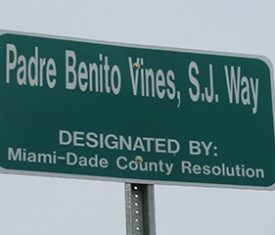 Padre Benito Vines, S.J. Way
DESIGNATED BY:
Miami-Dade County Resolution